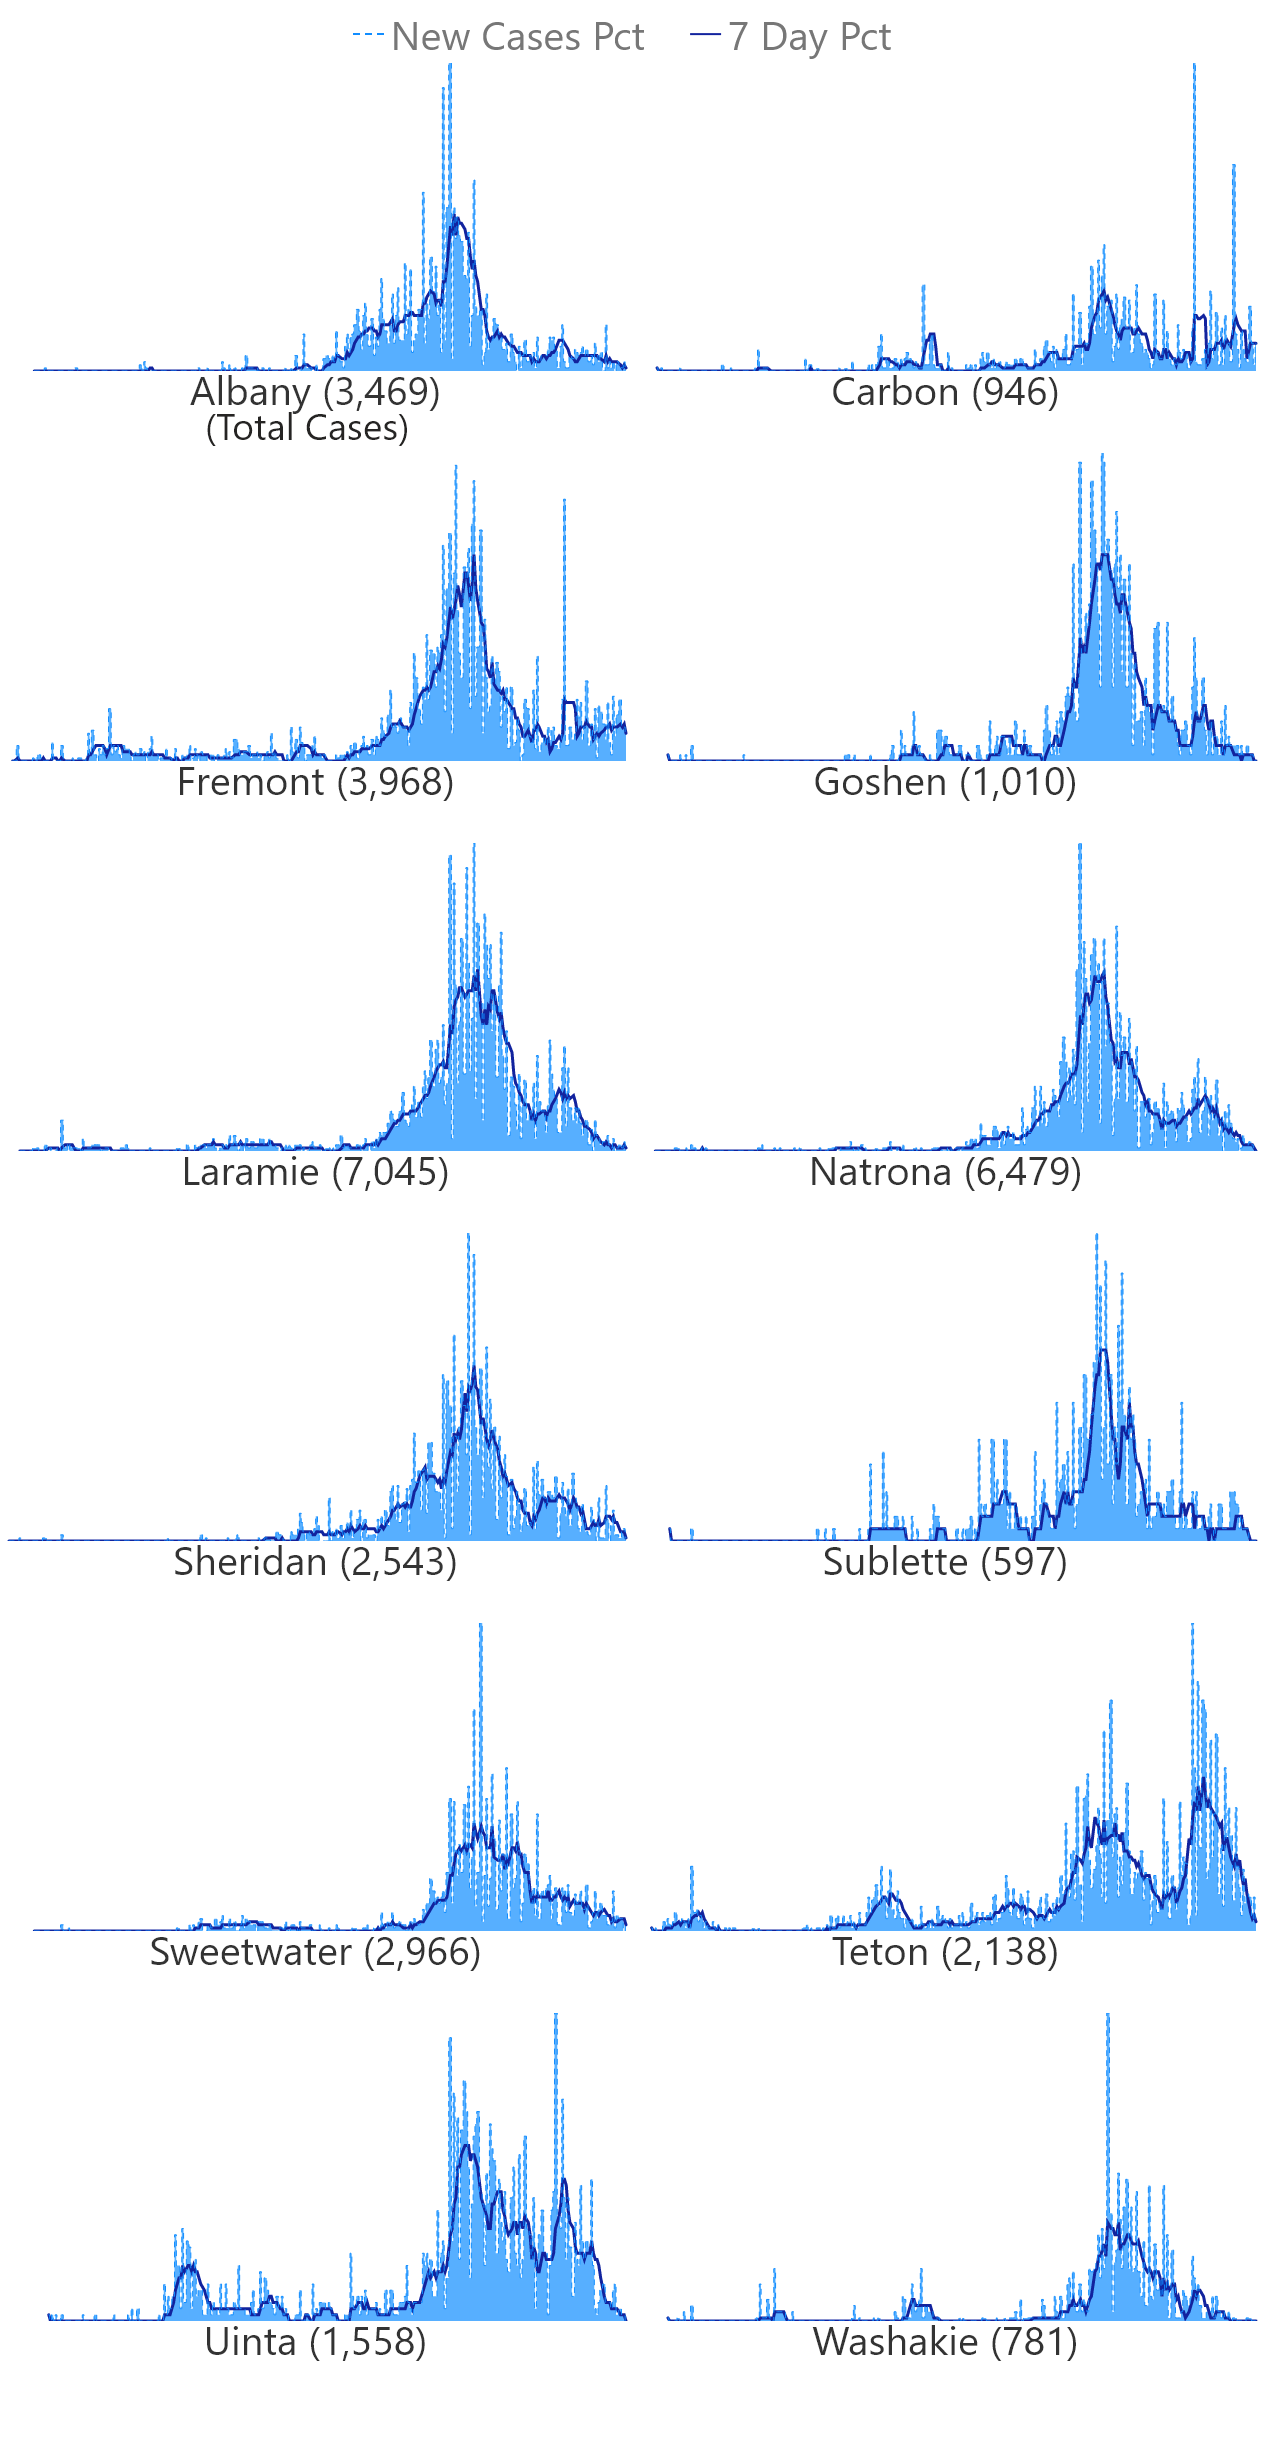 New Cases Pct 7 Day Pct
Albany (3,469) Carbon (946)
(Total Cases)
Fremont (3,968) Goshen (1,010)
Laramie (7,045) Natrona (6,479)
Sheridan (2,543) Sublette (597)
Sweetwater (2,966) Teton (2,138)
Uinta (1,558) Washakie (781)